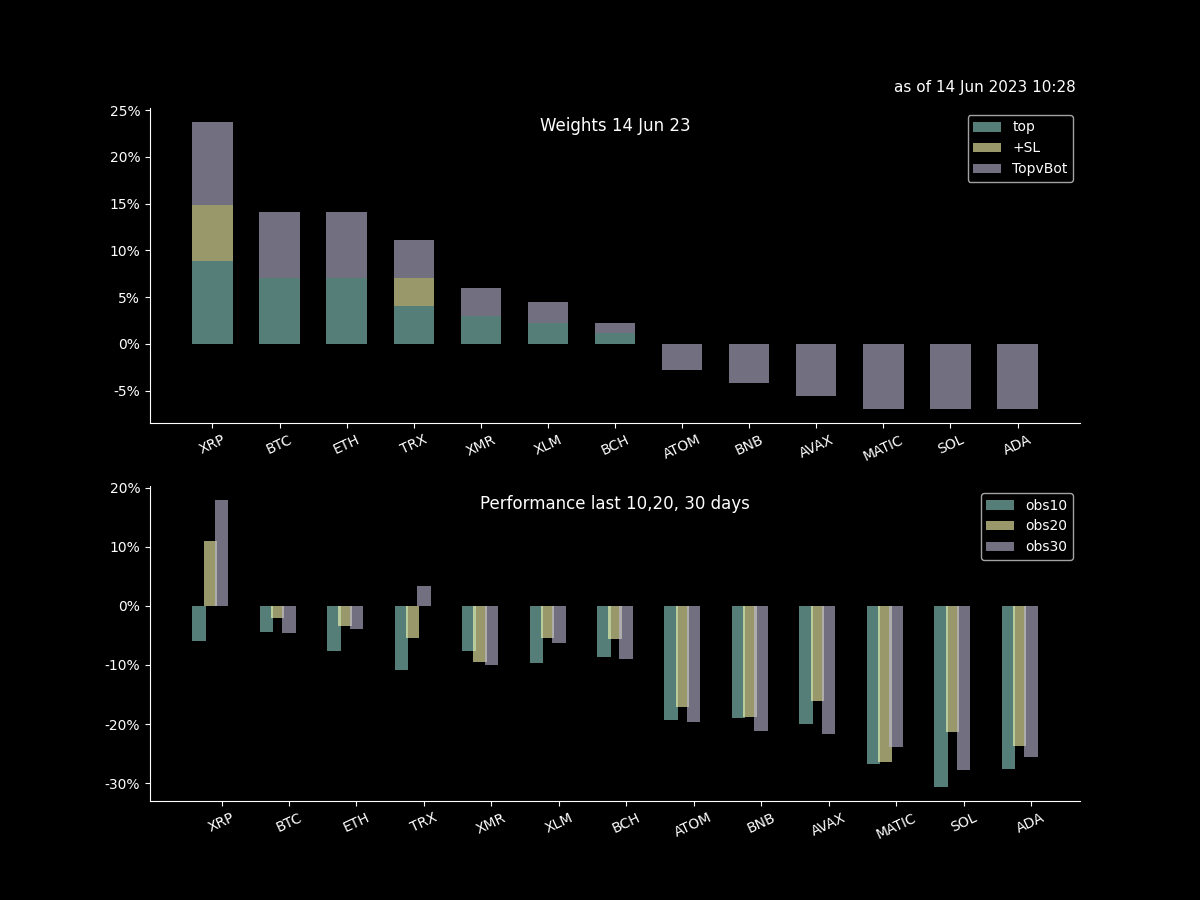 as of 14 Jun 2023 10:28
Weights 14 Jun 23
top
+SL
TopvBot
25%
20%
15%
10%
5%
0%
-5%
XRP BTC ETH TRX XMR XLM BCH ATOM BNB AVAX MATIC SOL ADA
Performance last 10,20, 30 days
obs10
obs20
obs30
20%
10%
0%
-10%
-20%
-30%
XRP BTC ETH TRX XMR XLM BCH ATOM BNB AVAX MATIC SOL ADA